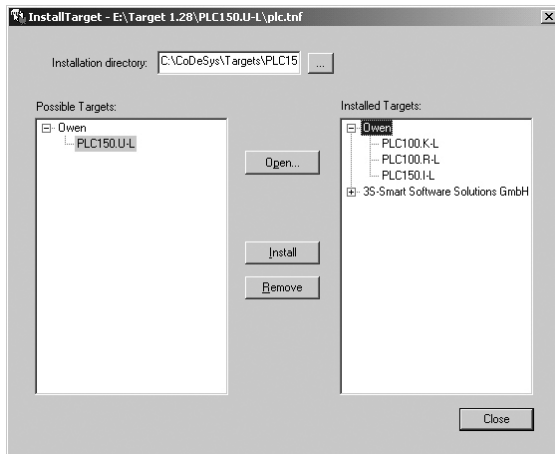 InstallTarget - E:\Target 1.28\PLC150.U-L\plc.tnf
Installation directory: C:\CoDeSys\Targets\PLC15 ...
Possible Targets:
Owen
PLC150.U-L
Open...
Install
Remove
Installed Targets:
Owen
PLC100.K-L
PLC100.R-L
PLC150.I-L
3S-Smart Software Solutions GmbH
Close